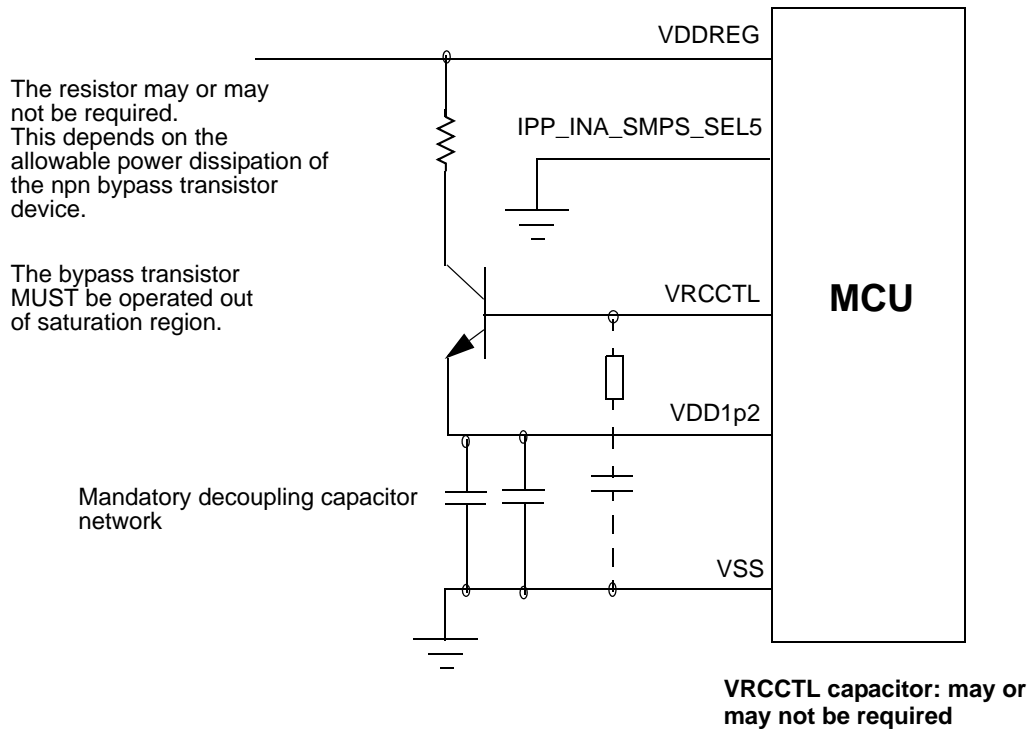 VDDREG
The resistor may or may
not be required.
This depends on the
allowable power dissipation of
the npn bypass transistor
device.
IPP_INA_SMPS_SEL5
The bypass transistor
MUST be operated out
of saturation region.
VRCCTL
MCU
VDD1p2
Mandatory decoupling capacitor
network
VSS
VRCCTL capacitor: may or
may not be required